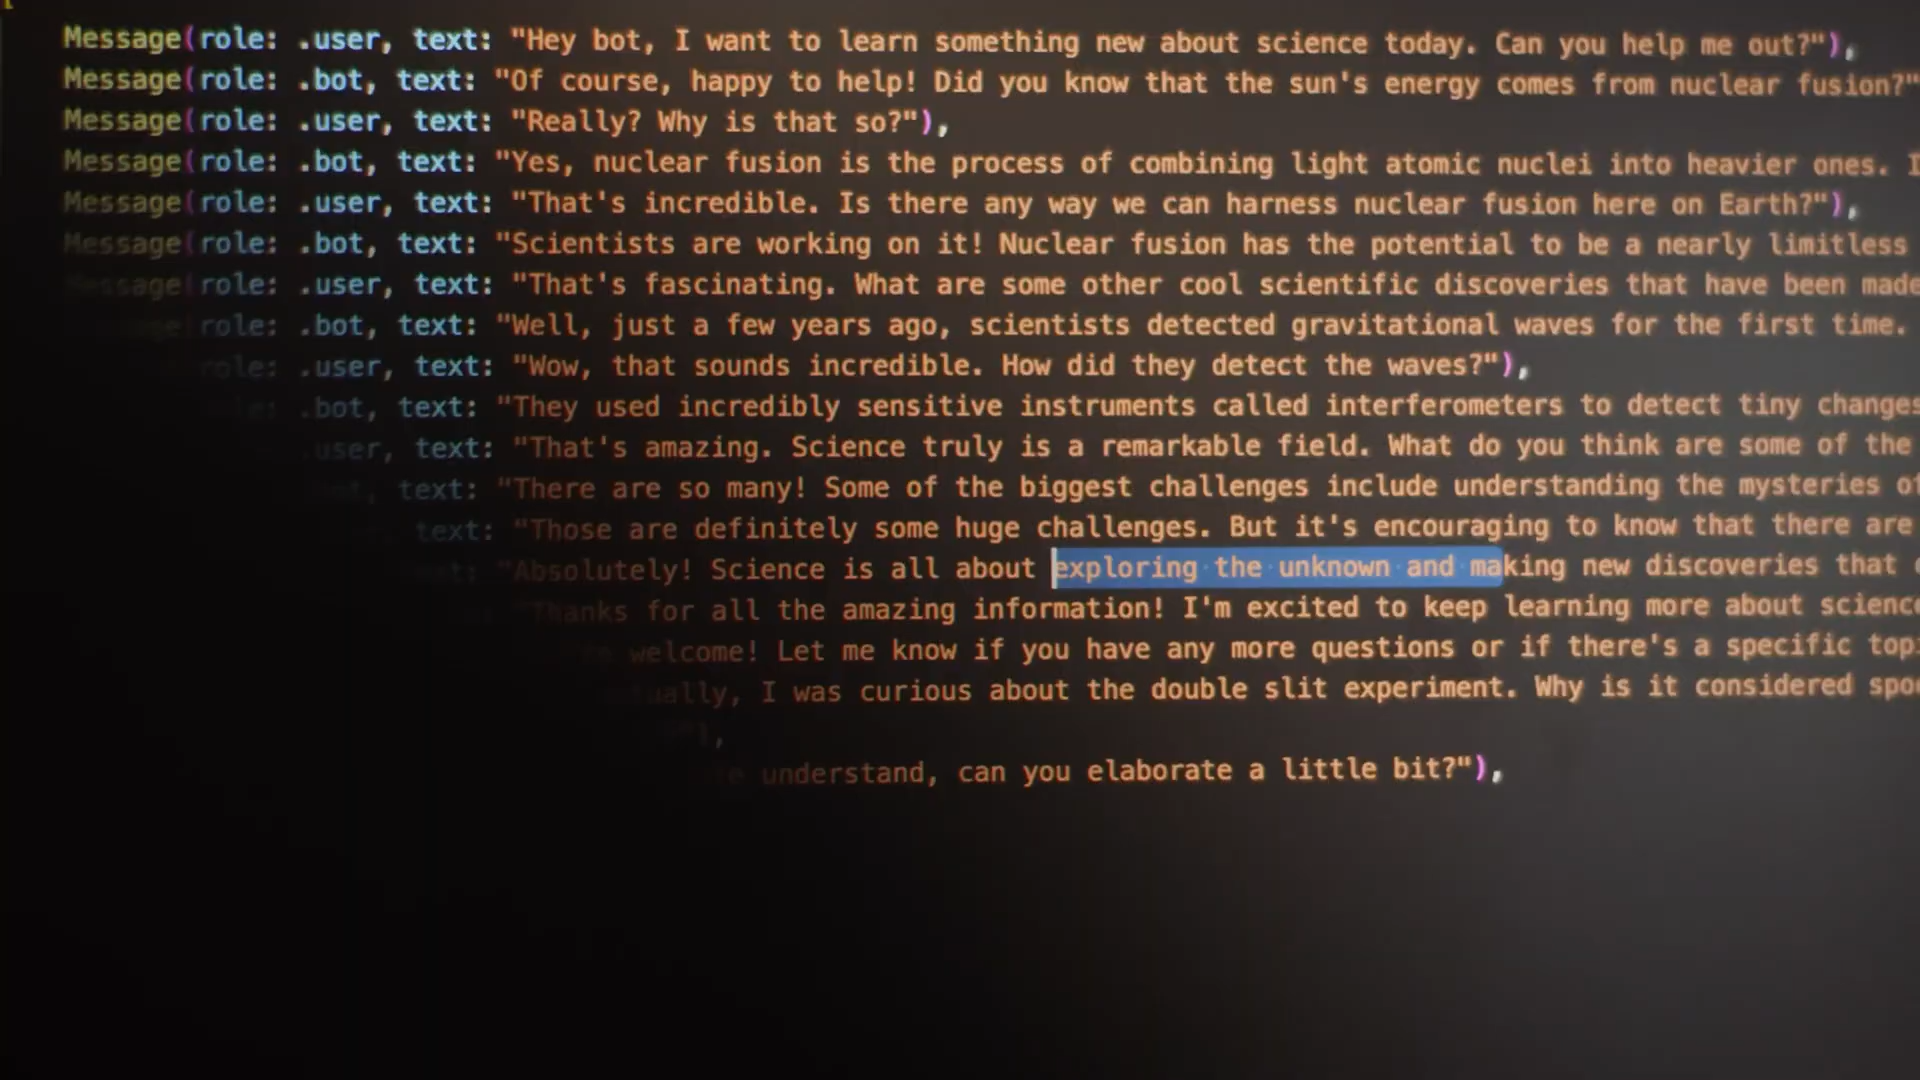 Message(role: .user, text: "Hey bot, I want to learn something new about science today. Can you help me out?"),
Message(role: .bot, text: "Of course, happy to help! Did you know that the sun's energy comes from nuclear fusion?"
Message(role: .user, text: "Really? Why is that so?"),
Message(role: .bot, text: "Yes, nuclear fusion is the process of combining light atomic nuclei into heavier ones.
Message(role: .user, text: "That's incredible. Is there any way we can harness nuclear fusion here on Earth?"),
Message(role: .bot, text: "Scientists are working on it! Nuclear fusion has the potential to be a nearly limitless
Message(role: .user, text: "That's fascinating. What are some other cool scientific discoveries that have been made
role: .bot, text: "Well, just a few years ago, scientists detected gravitational waves for the first time.
role: .user, text: "Wow, that sounds incredible. How did they detect the waves?"),
.bot, text: "They used incredibly sensitive instruments called interferometers to detect tiny changes
user, text: "That's amazing. Science truly is a remarkable field. What do you think are some of the
text: "There are so many! Some of the biggest challenges include understanding the mysteries of
text: "Those are definitely some huge challenges. But it's encouraging to know that there are
"Absolutely! Science is all about exploring the unknown and making new discoveries that
"Thanks for all the amazing information! I'm excited to keep learning more about science
welcome! Let me know if you have any more questions or if there's a specific
I was curious about the double slit experiment. Why is it considered
"),
understand, can you elaborate a little bit?"),